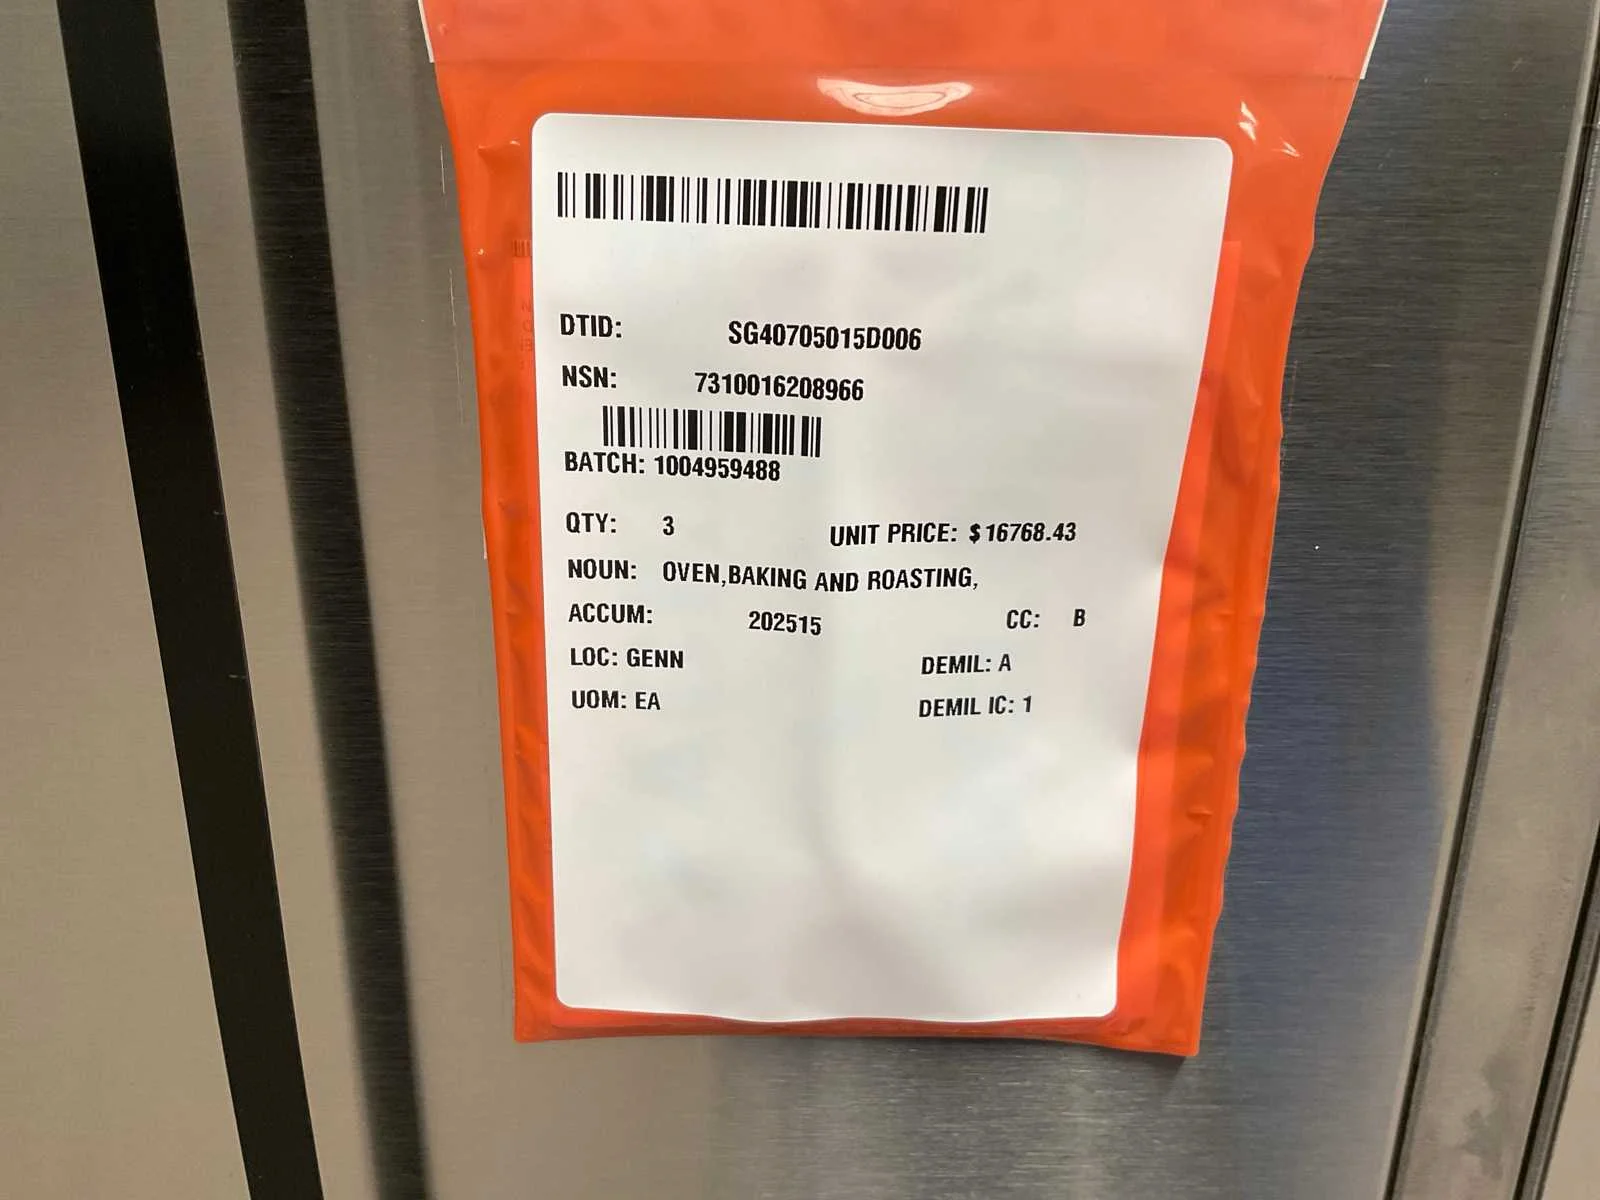 DTID: SG40705015D006
NSN: 7310016208966
BATCH: 1004959488
QTY: 3 UNIT PRICE: $ 16768.43
NOUN: OVEN,BAKING AND ROASTING,
ACCUM: 202515 CC: B
LOC: GENN DEMIL: A
UOM: EA DEMIL IC: 1